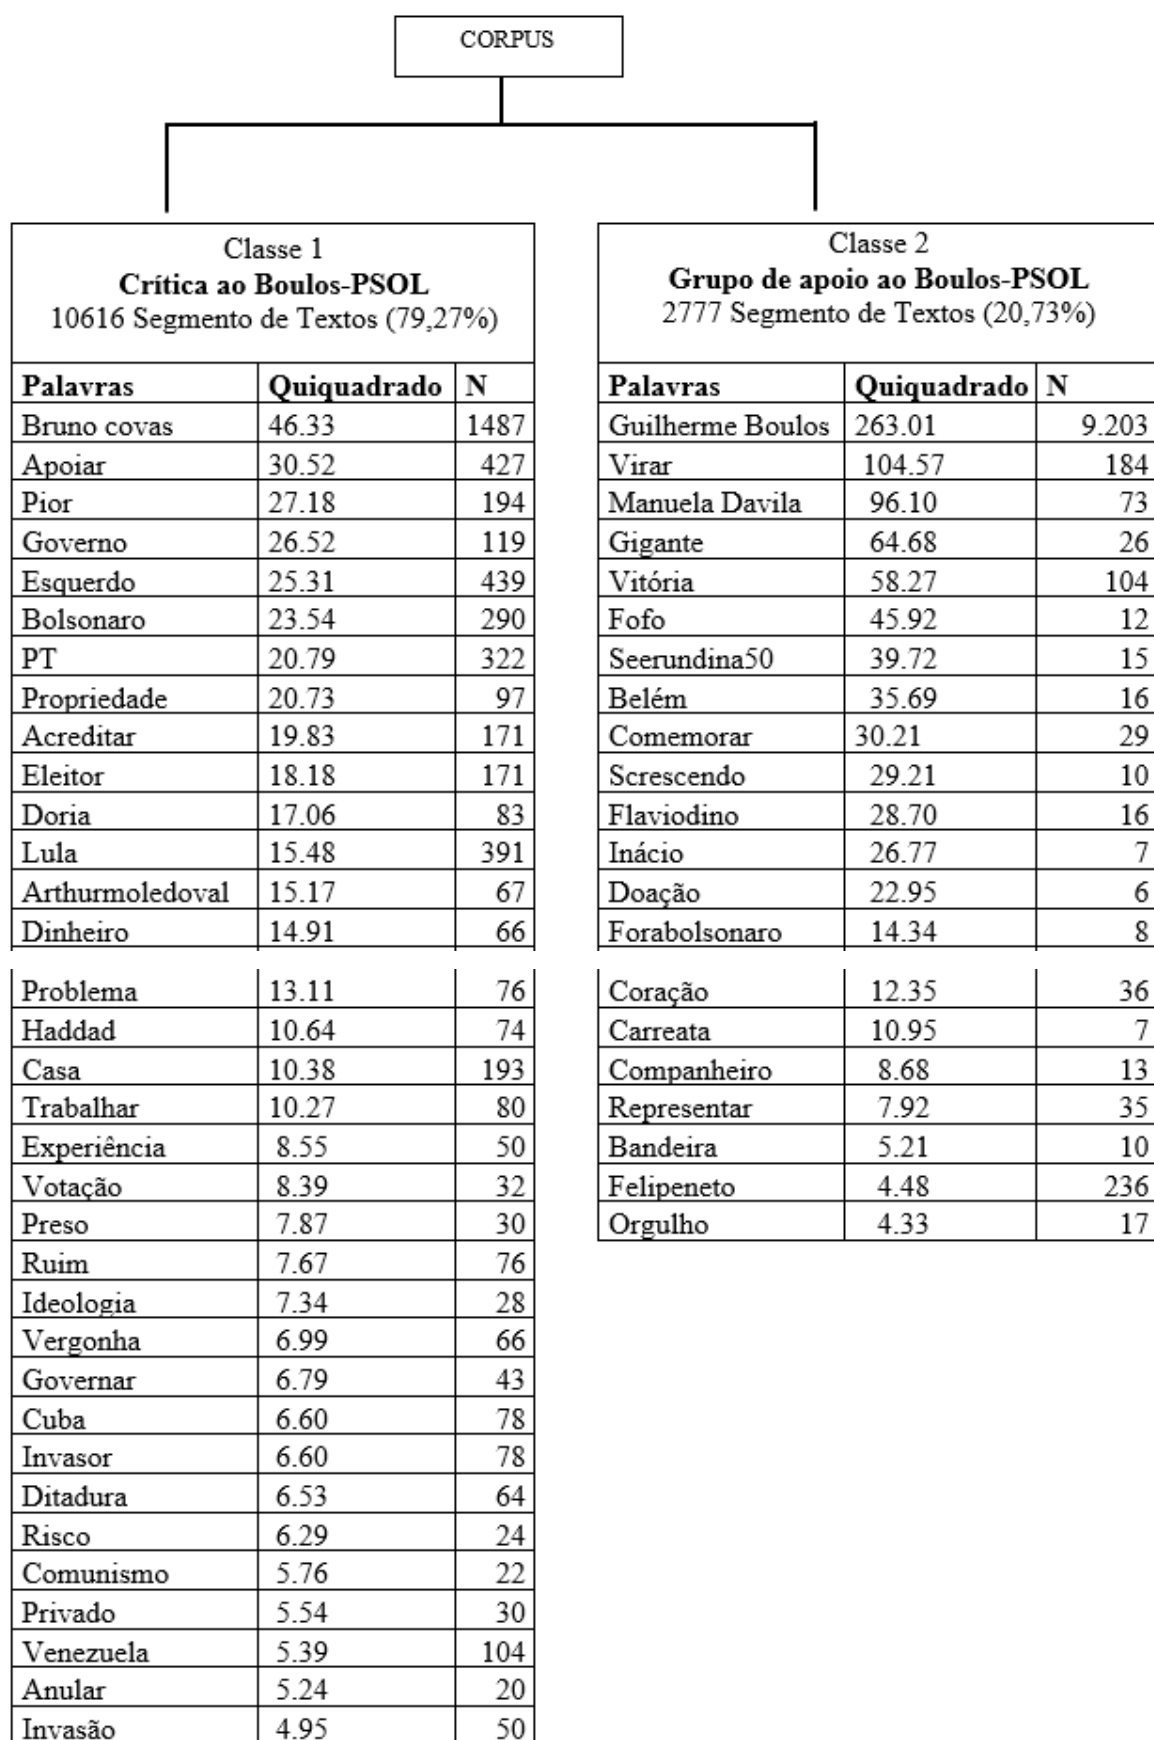 CORPUS
Classe 1
Crítica ao Boulos-PSOL
10616 Segmento de Textos (79,27%)
Palavras Quiquadrado N
Bruno covas 46.33 1487
Apoiar 30.52 427
Pior 27.18 194
Governo 26.52 119
Esquerdo 25.31 439
Bolsonaro 23.54 290
PT 20.79 322
Propriedade 20.73 97
Acreditar 19.83 171
Eleitor 18.18 171
Doria 17.06 83
Lula 15.48 391
Arthurmoledoval 15.17 67
Dinheiro 14.91 66
Problema 13.11 76
Haddad 10.64 74
Casa 10.38 193
Trabalhar 10.27 80
Experiência 8.55 50
Votação 8.39 32
Preso 7.87 30
Ruim 7.67 76
Ideologia 7.34 28
Vergonha 6.99 66
Governar 6.79 43
Cuba 6.60 78
Invasor 6.60 78
Ditadura 6.53 64
Risco 6.29 24
Comunismo 5.76 22
Privado 5.54 30
Venezuela 5.39 104
Anular 5.24 20
Invasão 4.95 50
Classe 2
Grupo de apoio ao Boulos-PSOL
2777 Segmento de Textos (20,73%)
Palavras Quiquadrado N
Guilherme Boulos 263.01 9.203
Virar 104.57 184
Manuela Davila 96.10 73
Gigante 64.68 26
Vitória 58.27 104
Fofo 45.92 12
Seerundina50 39.72 15
Belém 35.69 16
Comemorar 30.21 29
Screscendo 29.21 10
Flaviodino 28.70 16
Inácio 26.77 7
Doação 22.95 6
Forabolsonaro 14.34 8
Coração 12.35 36
Carreata 10.95 7
Companheiro 8.68 13
Representar 7.92 35
Bandeira 5.21 10
Felipeneto 4.48 236
Orgulho 4.33 17